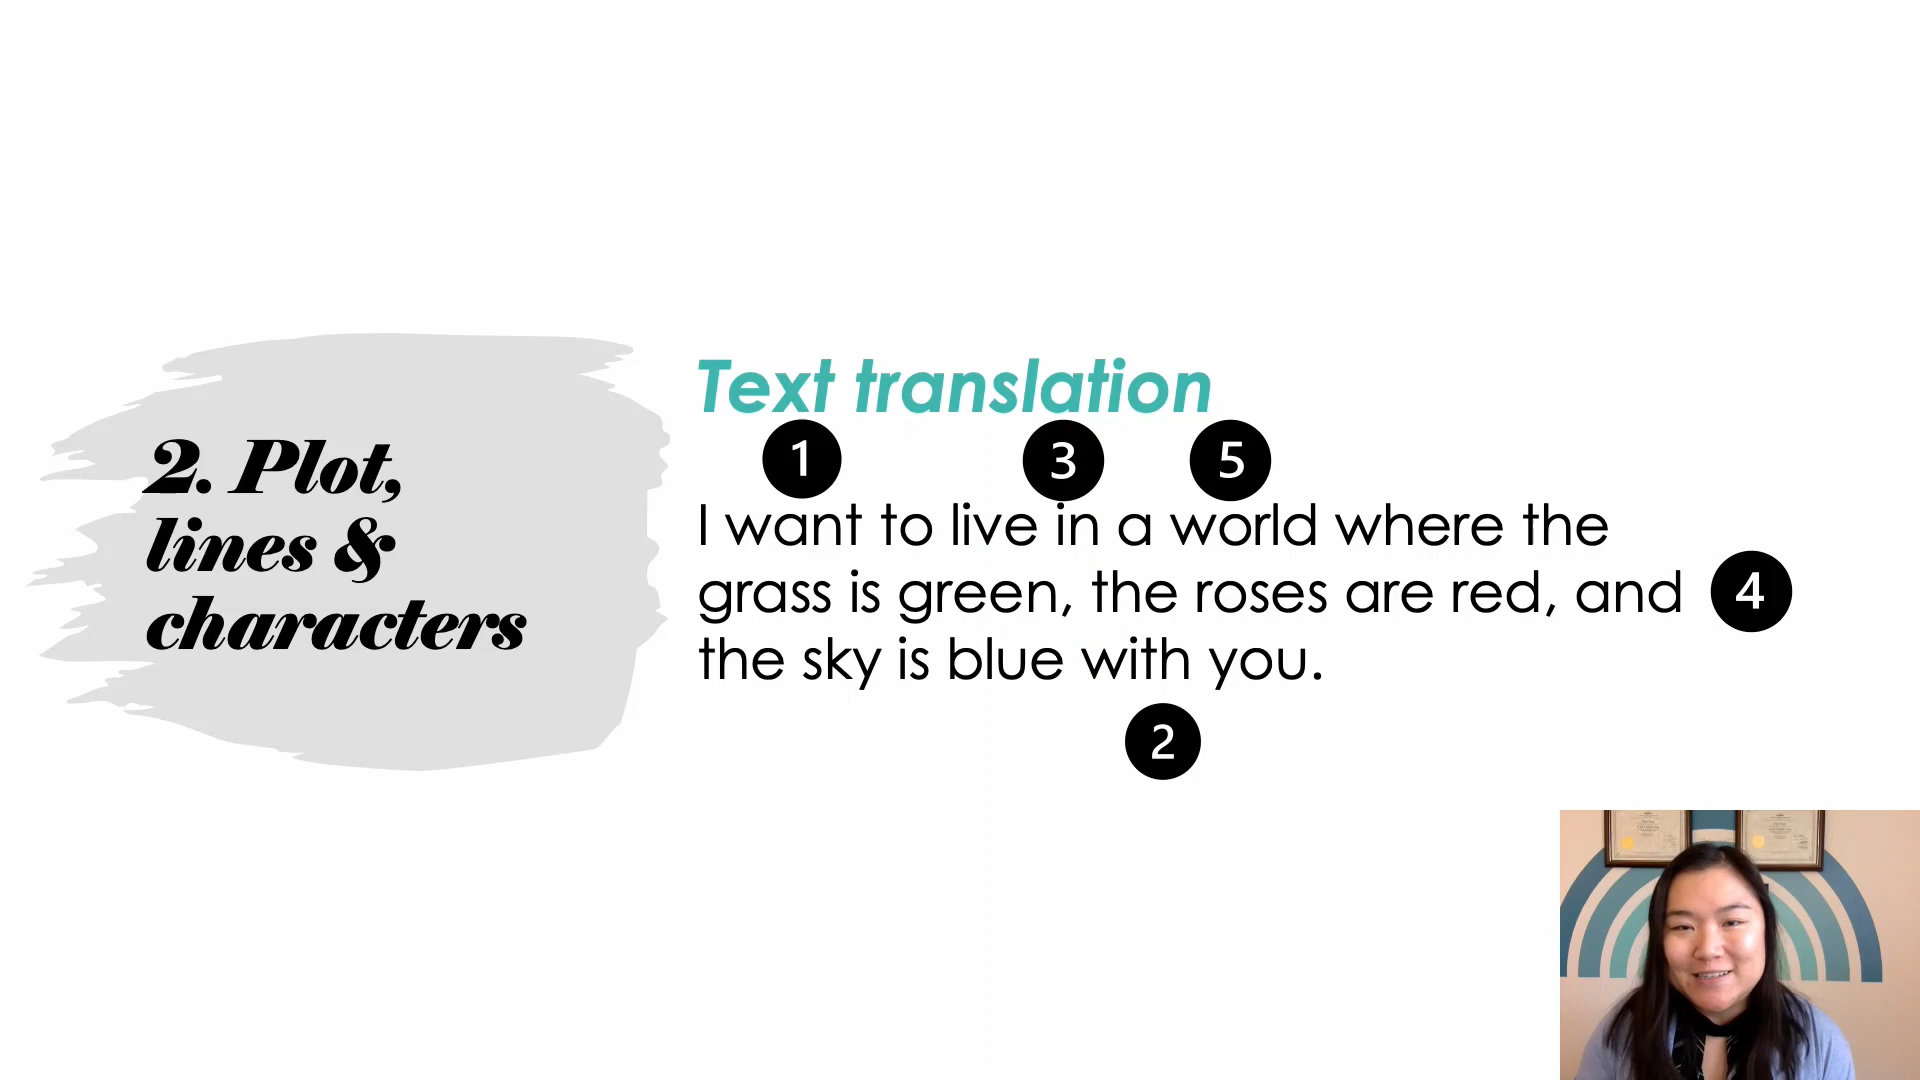 2. Plot,
lines &
characters
Text translation
1 3 5
I want to live in a world where the
grass is green, the roses are red, and 4
the sky is blue with you.
2